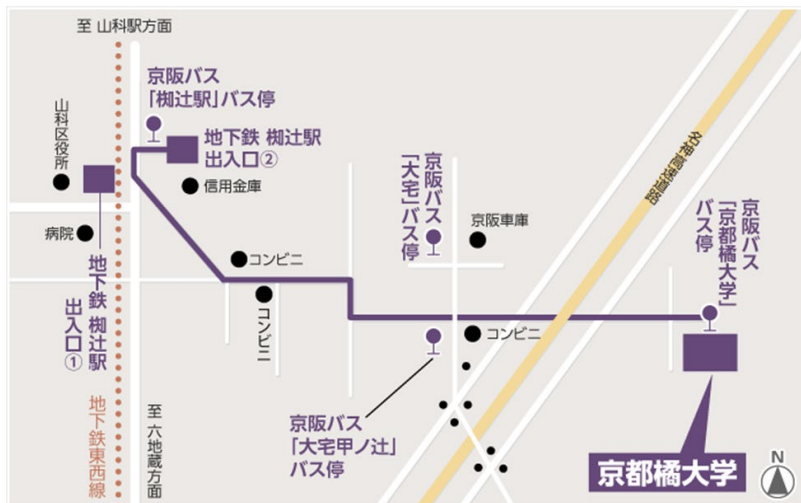 至 山科駅方面
京阪バス
「椥辻駅」バス停
地下鉄 椥辻駅
出入口②
山科区役所
信用金庫
病院
地下鉄 椥辻駅
出入口①
コンビニ
コンビニ
京阪バス
「大宅」バス停
京阪車庫
名神高速道路
京阪バス
「京都橘大学」
バス停
コンビニ
京阪バス
「大宅甲ノ辻」
バス停
地下鉄東西線
至 六地蔵方面
京都橘大学
N